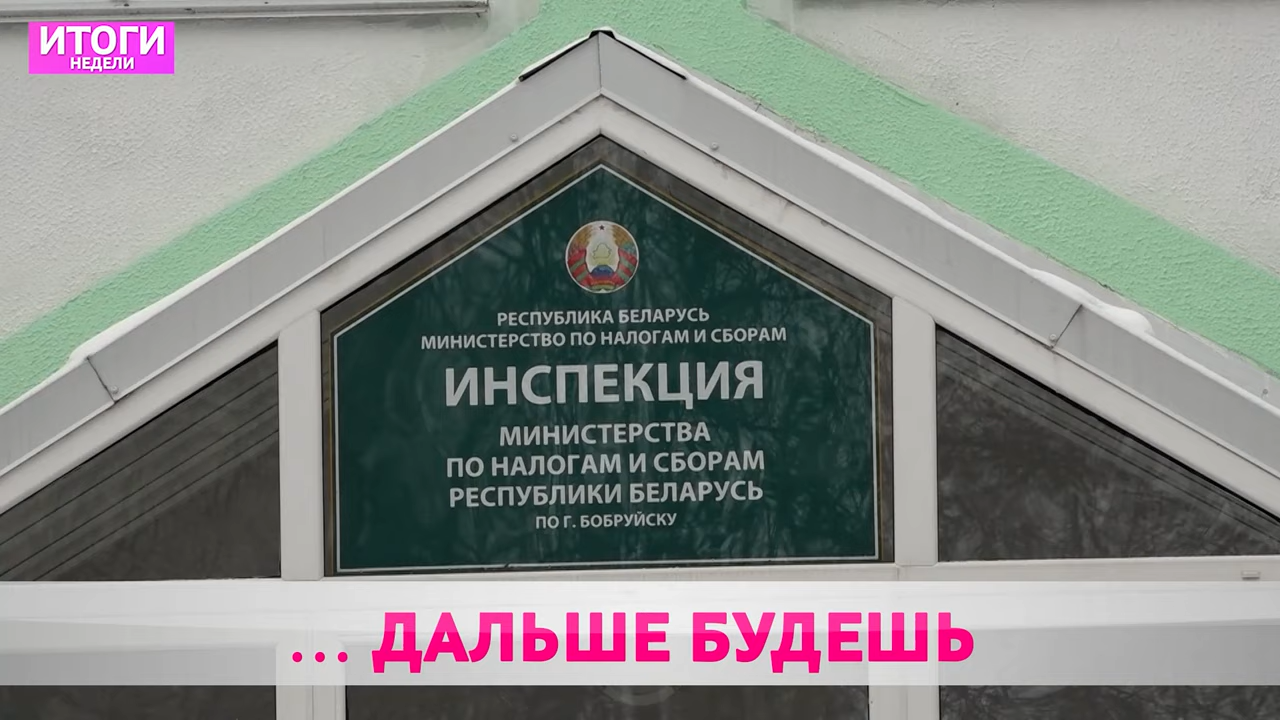 ИТОГИ
НЕДЕЛИ
РЕСПУБЛИКА БЕЛАРУСЬ
МИНИСТЕРСТВО ПО НАЛОГАМ И СБОРАМ
ИНСПЕКЦИЯ
МИНИСТЕРСТВА
ПО НАЛОГАМ И СБОРАМ
РЕСПУБЛИКИ БЕЛАРУСЬ
ПО Г. БОБРУЙСКУ
... ДАЛЬШЕ БУДЕШЬ